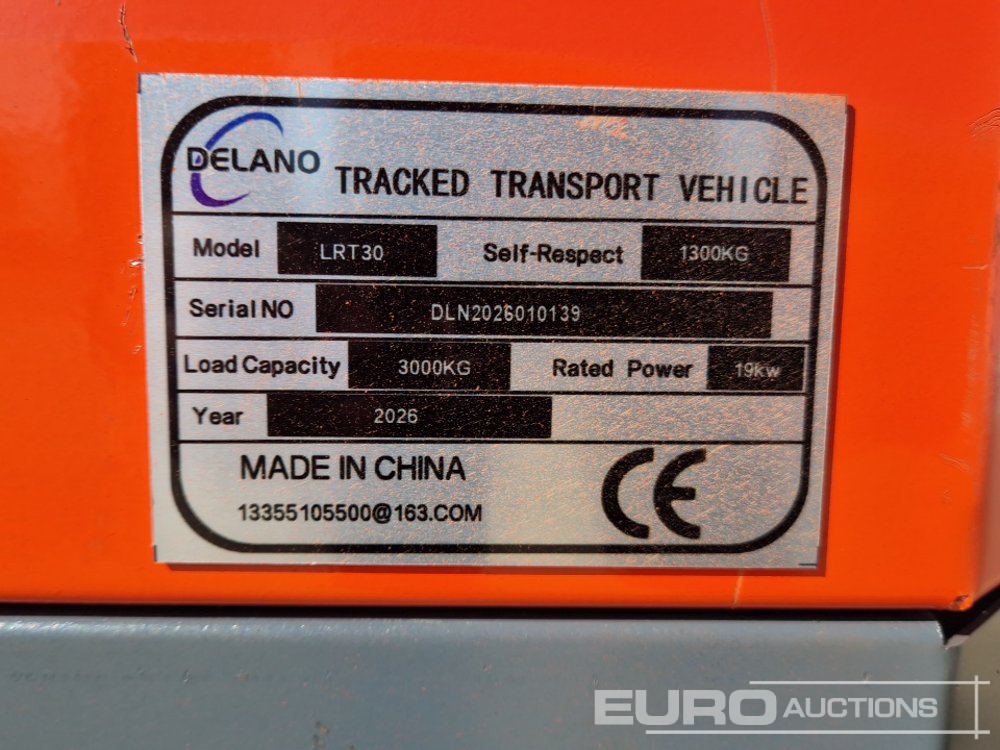 DELANO TRACKED TRANSPORT VEHICLE
Model LRT30 Self-Respect 1300KG
Serial NO DLN2026010139
Load Capacity 3000KG Rated Power 19kw
Year 2026
MADE IN CHINA CE
13355105500@163.COM
EURO AUCTIONS